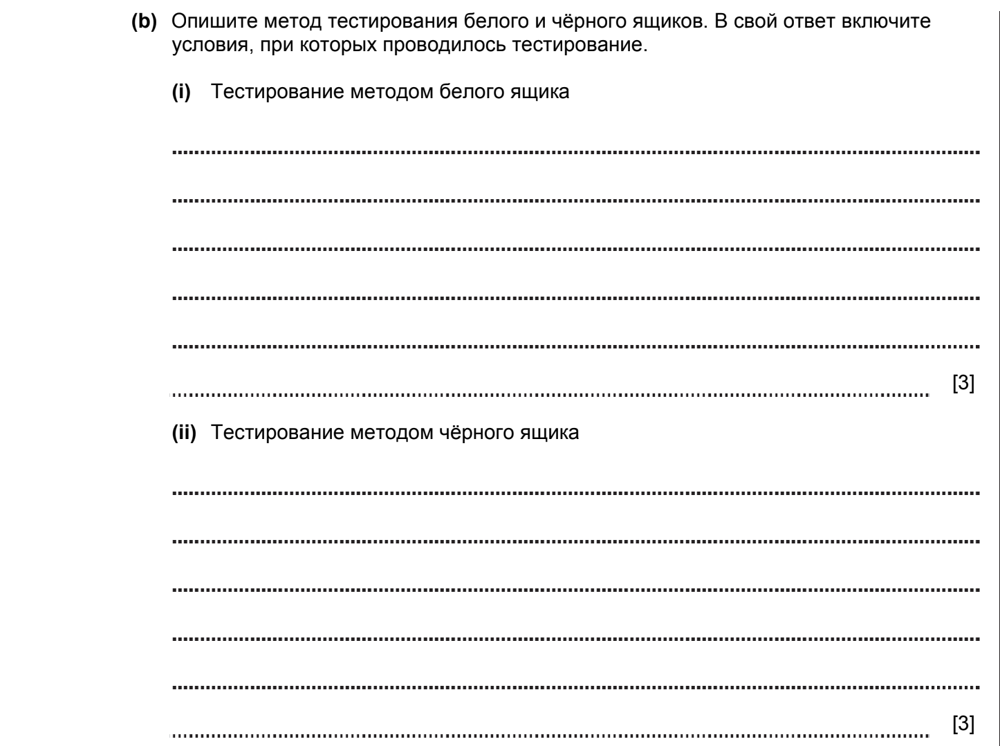 (b) Опишите метод тестирования белого и чёрного ящиков. В свой ответ включите
условия, при которых проводилось тестирование.
(i) Тестирование методом белого ящика
[3]
(ii) Тестирование методом чёрного ящика
[3]